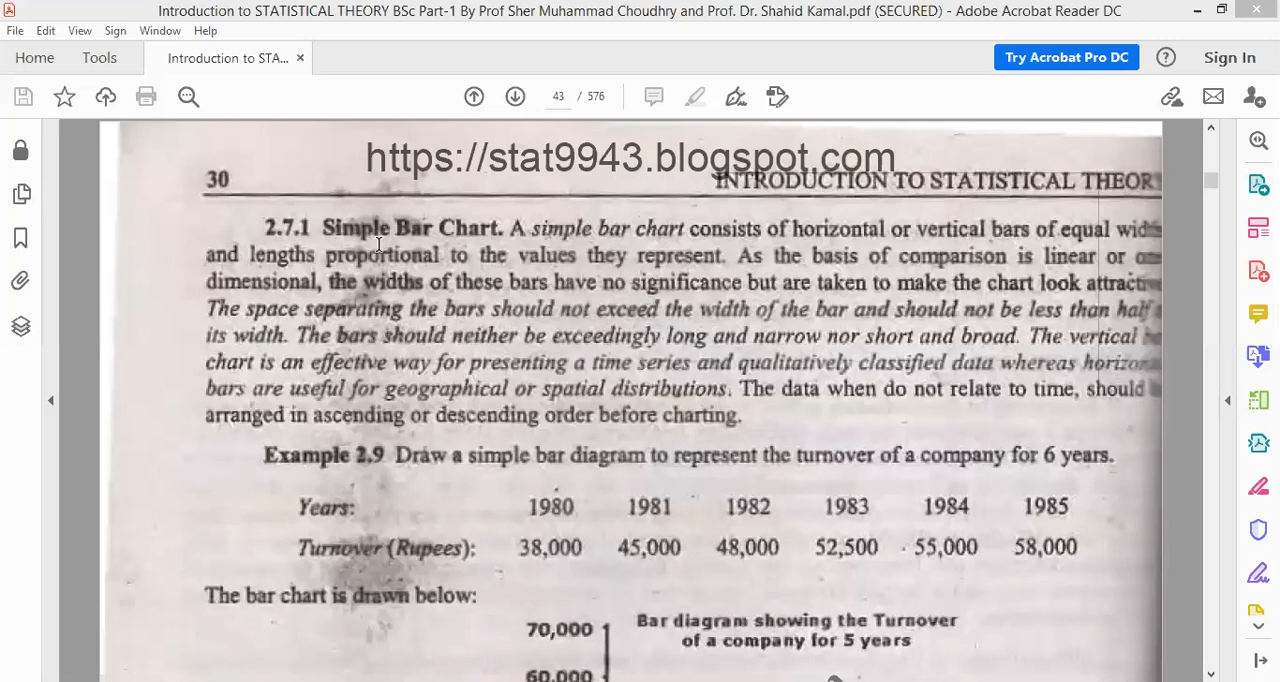 Introduction to STATISTICAL THEORY BSc Part-1 By Prof Sher Muhammad Choudhry and Prof. Dr. Shahid Kamal.pdf (SECURED) - Adobe Acrobat Reader DC
File Edit View Sign Window Help
Home Tools Introduction to STA... × Try Acrobat Pro DC Sign In
43 / 576
https://stat9943.blogspot.com
30 INTRODUCTION TO STATISTICAL THEOR
2.7.1 Simple Bar Chart. A simple bar chart consists of horizontal or vertical bars of equal
and lengths proportional to the values they represent. As the basis of comparison is linear or
dimensional, the widths of these bars have no significance but are taken to make the chart look
The space separating the bars should not exceed the width of the bar and should not be less than half
its width. The bars should neither be exceedingly long and narrow nor short and broad. The vertical
chart is an effective way for presenting a time series and qualitatively classified data whereas
bars are useful for geographical or spatial distributions. The data when do not relate to time, should
arranged in ascending or descending order before charting.
Example 2.9 Draw a simple bar diagram to represent the turnover of a company for 6 years.
Years: 1980 1981 1982 1983 1984 1985
Turnover (Rupees): 38,000 45,000 48,000 52,500 55,000 58,000
The bar chart is drawn below:
70,000 Bar diagram showing the Turnover
of a company for 5 years
60,000